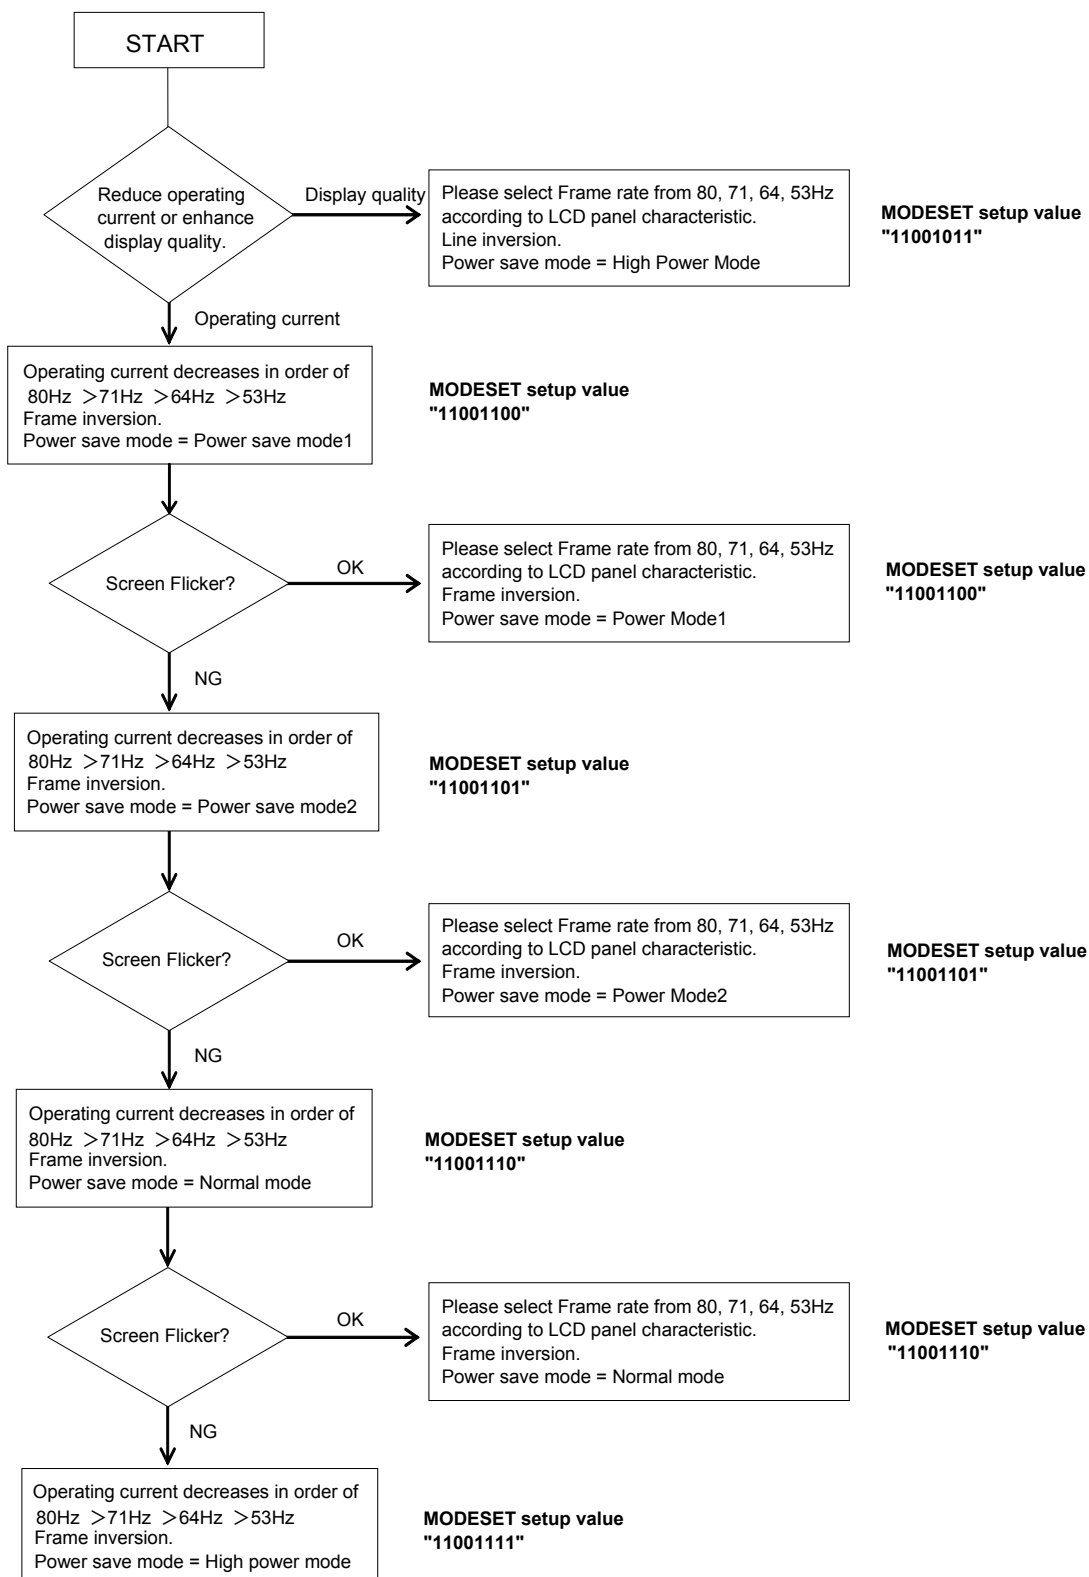 START
Reduce operating
current or enhance
display quality.
Display quality
Please select Frame rate from 80, 71, 64, 53Hz
according to LCD panel characteristic.
Line inversion.
Power save mode = High Power Mode
MODESET setup value
"11001011"
Operating current
Operating current decreases in order of
80Hz ＞71Hz ＞64Hz ＞53Hz
Frame inversion.
Power save mode = Power save mode1
MODESET setup value
"11001100"
Screen Flicker?
OK
Please select Frame rate from 80, 71, 64, 53Hz
according to LCD panel characteristic.
Frame inversion.
Power save mode = Power Mode1
MODESET setup value
"11001100"
NG
Operating current decreases in order of
80Hz ＞71Hz ＞64Hz ＞53Hz
Frame inversion.
Power save mode = Power save mode2
MODESET setup value
"11001101"
Screen Flicker?
OK
Please select Frame rate from 80, 71, 64, 53Hz
according to LCD panel characteristic.
Frame inversion.
Power save mode = Power Mode2
MODESET setup value
"11001101"
NG
Operating current decreases in order of
80Hz ＞71Hz ＞64Hz ＞53Hz
Frame inversion.
Power save mode = Normal mode
MODESET setup value
"11001110"
Screen Flicker?
OK
Please select Frame rate from 80, 71, 64, 53Hz
according to LCD panel characteristic.
Frame inversion.
Power save mode = Normal mode
MODESET setup value
"11001110"
NG
Operating current decreases in order of
80Hz ＞71Hz ＞64Hz ＞53Hz
Frame inversion.
Power save mode = High power mode
MODESET setup value
"11001111"